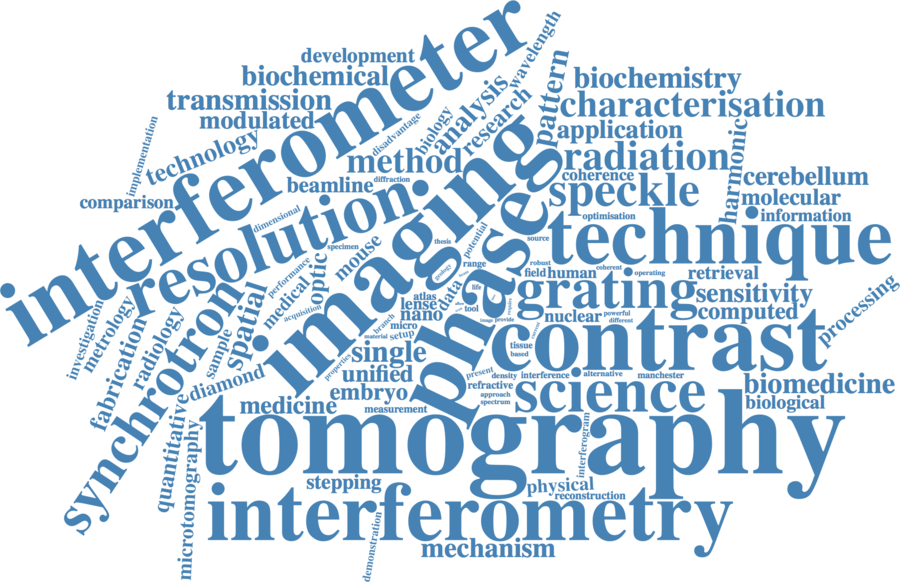 interferometer
wavelength
development
biochemical
transmission
modulated
technology
implementation
comparison
beamline
method
diffraction
disadvantage
biology
analysis
research
pattern
biochemistry
characterisation
application
radiation
coherence
speckle
optimisation
harmonic
cerebellum
molecular
information
technique
resolution
dimensional
specimen
imaging
phase
thesis
potential
source
geology
range
robust
field
human
coherent
operating
retrieval
grating
sensitivity
computed
processing
nuclear
powerful
different
contrast
investigation
metrology
fabrication
radiology
synchrotron
sample
spatial
medical
optic
mouse
performance
acquisition
diamond
atlas
lense
data
nano
micro
setup
branch
material
properties
life
tool
image
provide
current
tissue
based
single
unified
embryo
medicine
measurement
present
density
interference
alternative
manchester
refractive
approach
spectrum
science
biomedicine
biological
tomography
quantitative
microtomography
stepping
physical
reconstruction
interferogram
interferometry
demonstration
mechanism